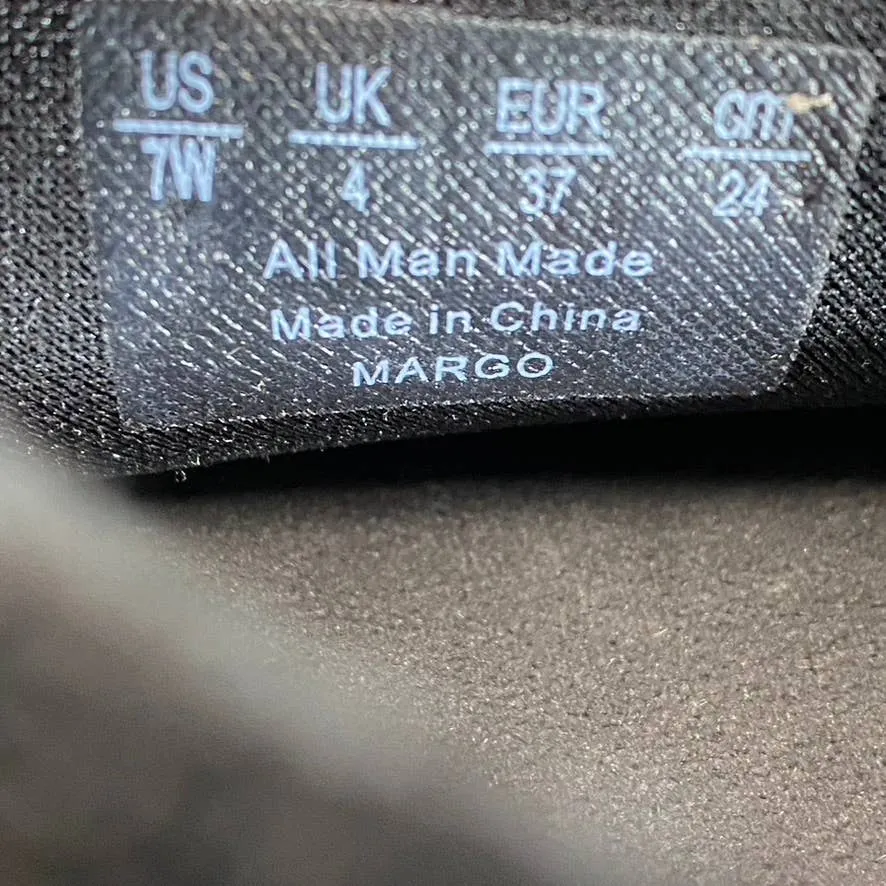 US UK EUR cm
7W 4 37 24
All Man Made
Made in China
MARGO